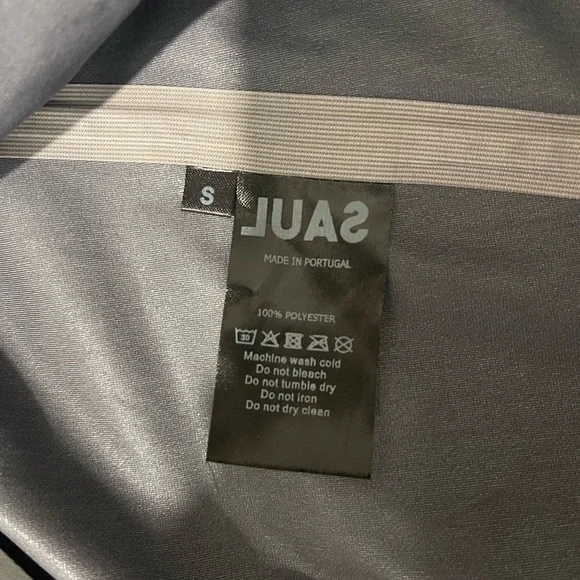 S
SAUL
MADE IN PORTUGAL
100% POLYESTER
30
Machine wash cold
Do not bleach
Do not tumble dry
Do not iron
Do not dry clean